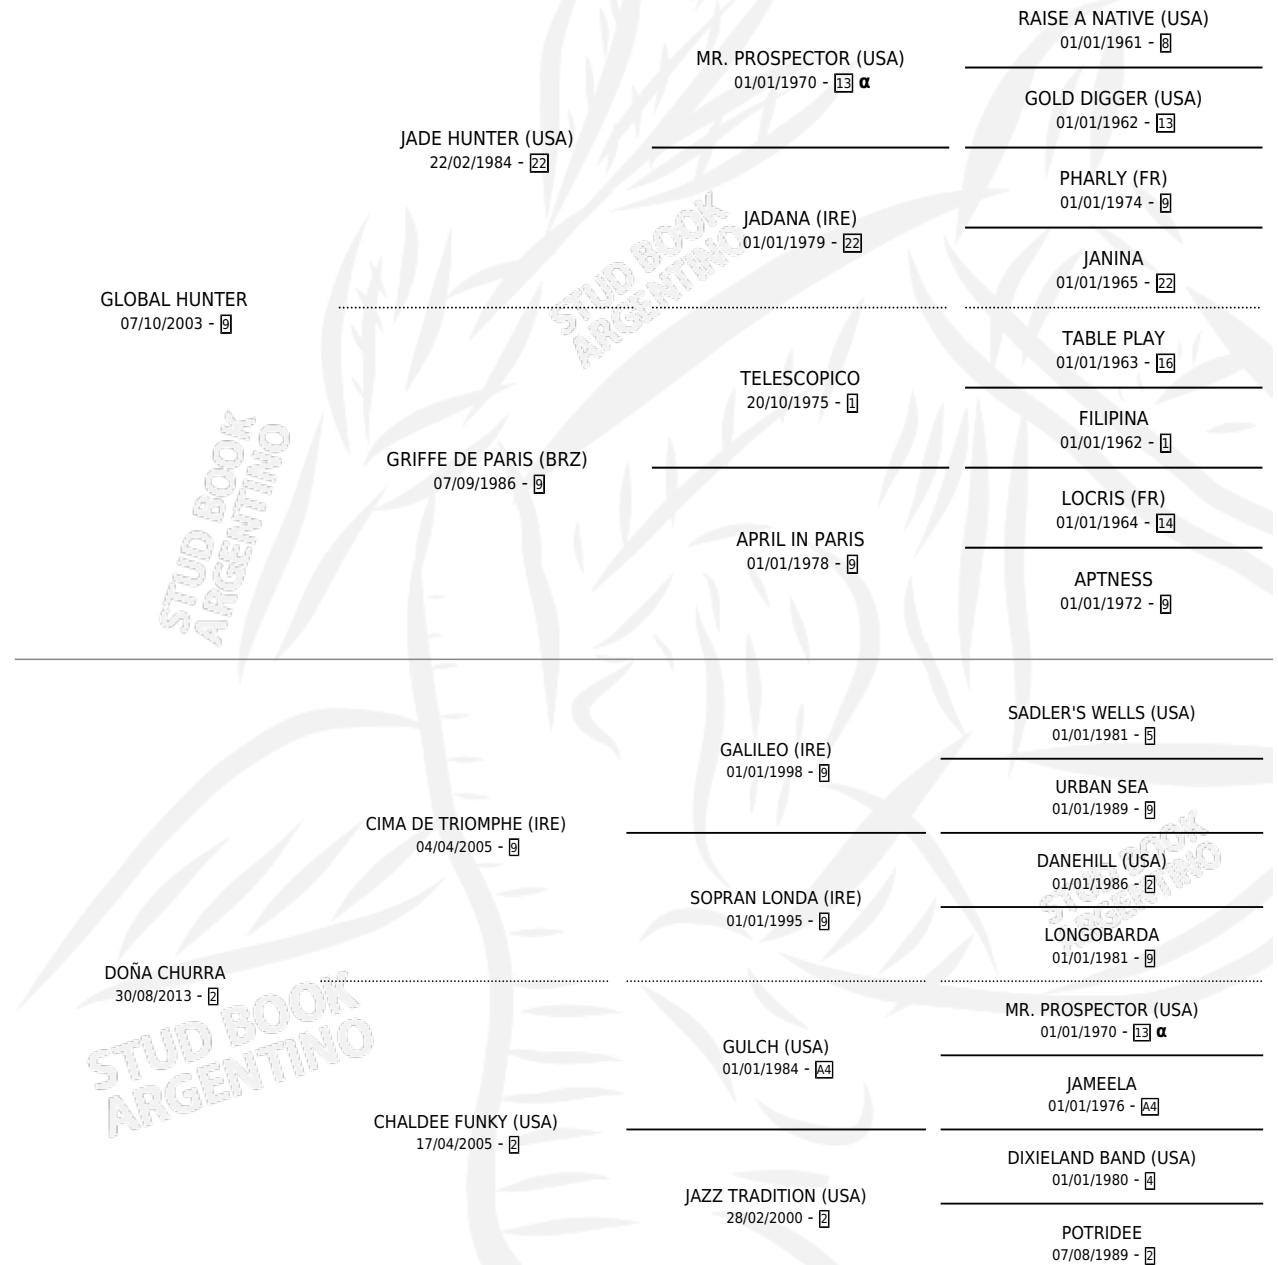 RAISE A NATIVE (USA)
01/01/1961 - 8
MR. PROSPECTOR (USA)
01/01/1970 - 13 α
GOLD DIGGER (USA)
01/01/1962 - 13
JADE HUNTER (USA)
22/02/1984 - 22
PHARLY (FR)
01/01/1974 - 9
JADANA (IRE)
01/01/1979 - 22
JANINA
01/01/1965 - 22
STUD BOOK
ARGENTINO
GLOBAL HUNTER
07/10/2003 - 9
TABLE PLAY
01/01/1963 - 16
TELESCOPICO
20/10/1975 - 1
FILIPINA
01/01/1962 - 1
GRIFFE DE PARIS (BRZ)
07/09/1986 - 9
LOCRIS (FR)
01/01/1964 - 14
APRIL IN PARIS
01/01/1978 - 9
APTNESS
01/01/1972 - 9
STUD BOOK
ARGENTINO
SADLER'S WELLS (USA)
01/01/1981 - 5
GALILEO (IRE)
01/01/1998 - 9
URBAN SEA
01/01/1989 - 9
CIMA DE TRIOMPHE (IRE)
04/04/2005 - 9
DANEHILL (USA)
01/01/1986 - 2
SOPRAN LONDA (IRE)
01/01/1995 - 9
LONGOBARDA
01/01/1981 - 9
STUD BOOK
ARGENTINO
DOÑA CHURRA
30/08/2013 - 2
MR. PROSPECTOR (USA)
01/01/1970 - 13 α
GULCH (USA)
01/01/1984 - A4
JAMEELA
01/01/1976 - A4
CHALDEE FUNKY (USA)
17/04/2005 - 2
DIXIELAND BAND (USA)
01/01/1980 - 4
JAZZ TRADITION (USA)
28/02/2000 - 2
POTRIDEE
07/08/1989 - 2
STUD BOOK
ARGENTINO